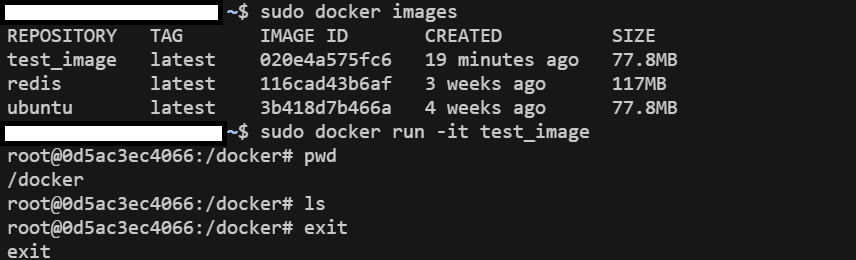 ~$ sudo docker images
REPOSITORY TAG IMAGE ID CREATED SIZE
test_image latest 020e4a575fc6 19 minutes ago 77.8MB
redis latest 116cad43b6af 3 weeks ago 117MB
ubuntu latest 3b418d7b466a 4 weeks ago 77.8MB
~$ sudo docker run -it test_image
root@0d5ac3ec4066:/docker# pwd
/docker
root@0d5ac3ec4066:/docker# ls
root@0d5ac3ec4066:/docker# exit
exit